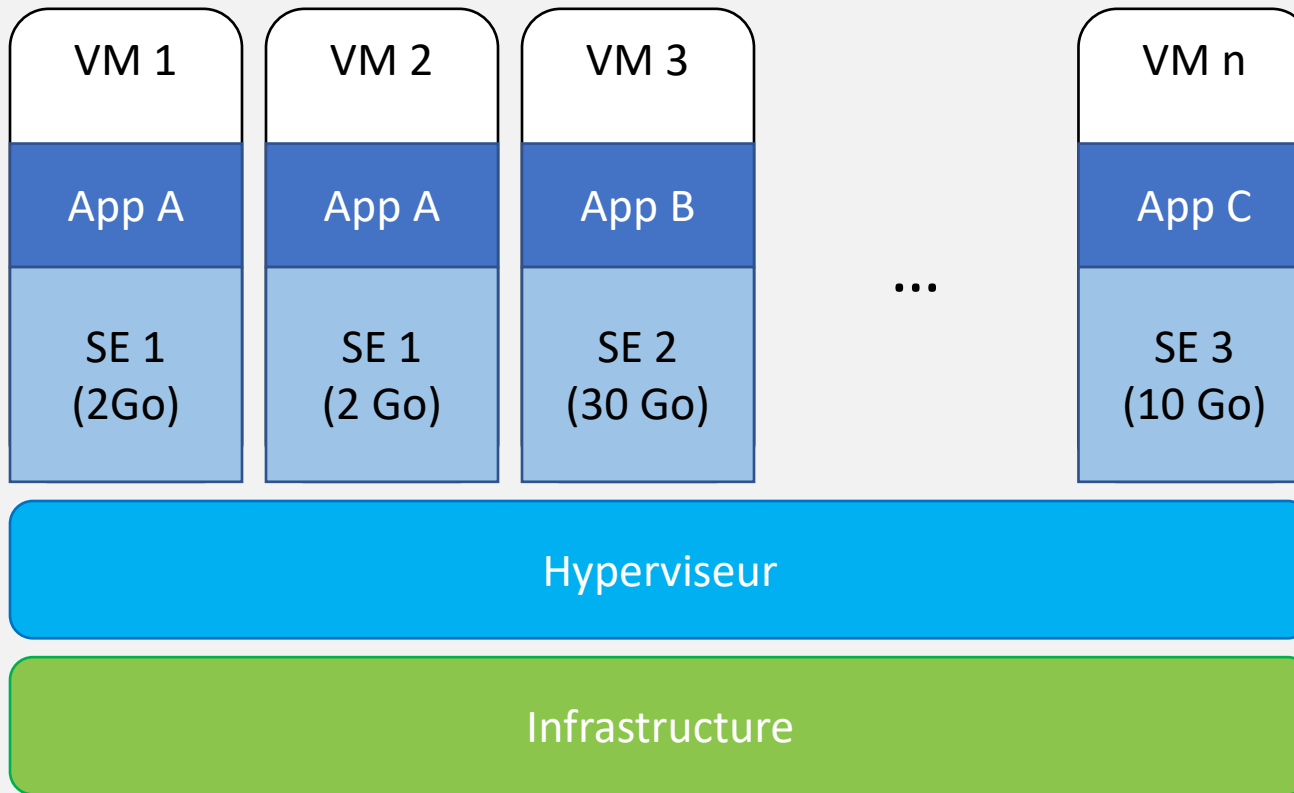 VM 1
VM 2
VM 3
VM n
App A
App A
App B
App C
...
SE 1
(2Go)
SE 1
(2 Go)
SE 2
(30 Go)
SE 3
(10 Go)
Hyperviseur
Infrastructure